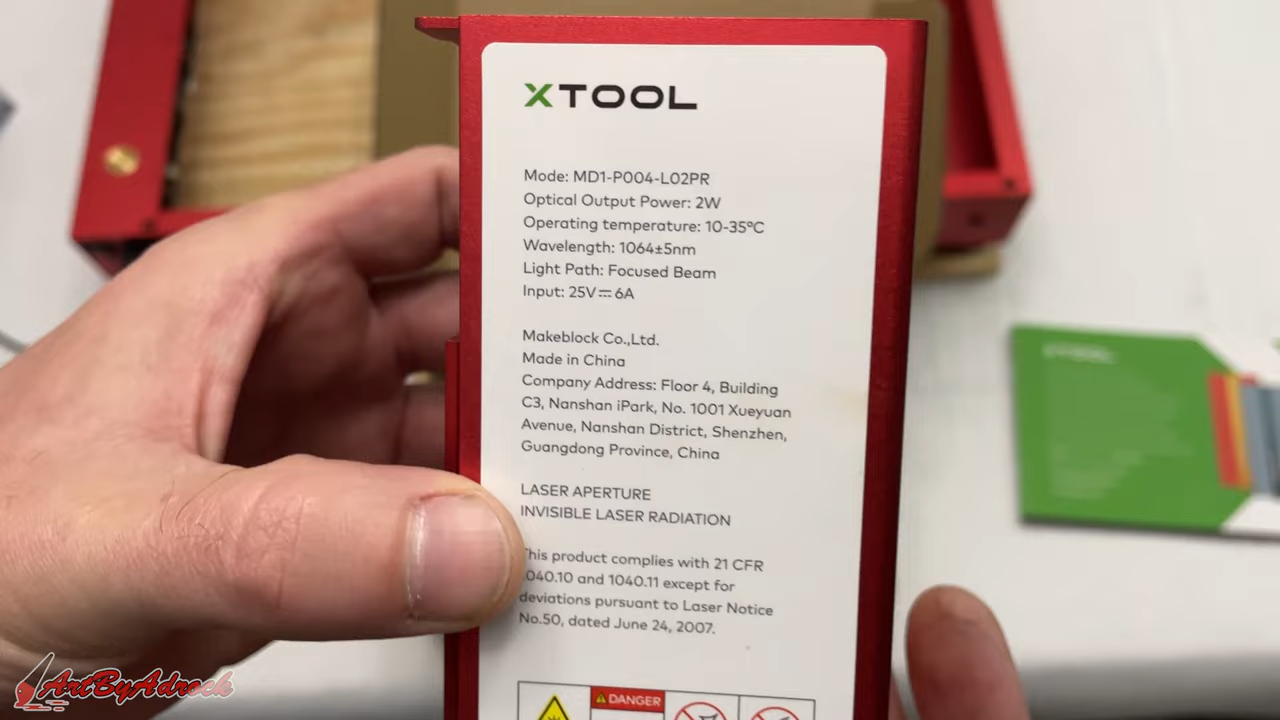 XTOOL
Mode: MD1-P004-L02PR
Optical Output Power: 2W
Operating temperature: 10-35℃
Wavelength: 1064±5nm
Light Path: Focused Beam
Input: 25V⎓6A
Makeblock Co.,Ltd.
Made in China
Company Address: Floor 4, Building
C3, Nanshan iPark, No. 1001 Xueyuan
Avenue, Nanshan District, Shenzhen,
Guangdong Province, China
LASER APERTURE
INVISIBLE LASER RADIATION
This product complies with 21 CFR
1040.10 and 1040.11 except for
deviations pursuant to Laser Notice
No.50, dated June 24, 2007.
DANGER
XTOOL
ArtByAdrock